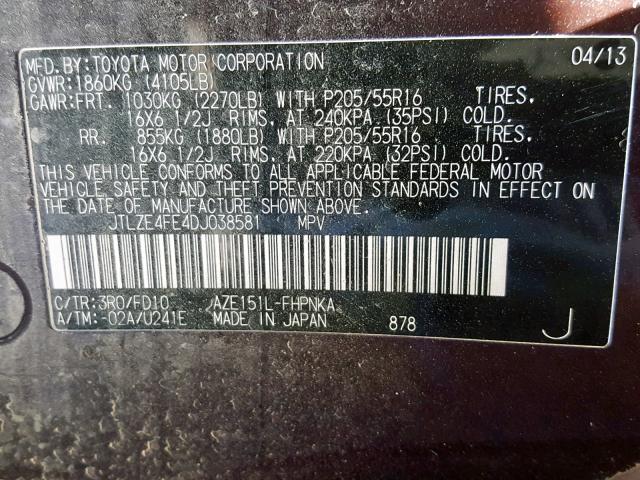 MFD.BY:TOYOTA MOTOR CORPORATION 04/13
GVWR:1860KG (4105LB)
GAWR:FRT. 1030KG (2270LB) WITH P205/55R16 TIRES,
16X6 1/2J RIMS, AT 240KPA (35PSI) COLD.
RR. 855KG (1880LB) WITH P205/55R16 TIRES,
16X6 1/2J RIMS, AT 220KPA (32PSI) COLD.
THIS VEHICLE CONFORMS TO ALL APPLICABLE FEDERAL MOTOR
VEHICLE SAFETY AND THEFT PREVENTION STANDARDS IN EFFECT ON
THE DATE OF MANUFACTURE SHOWN ABOVE.
JTLZE4FE4DJ038581 MPV
C/TR:3R0/FD10 AZE151L-FHPNKA
A/TM:-02A/U241E MADE IN JAPAN 878 J